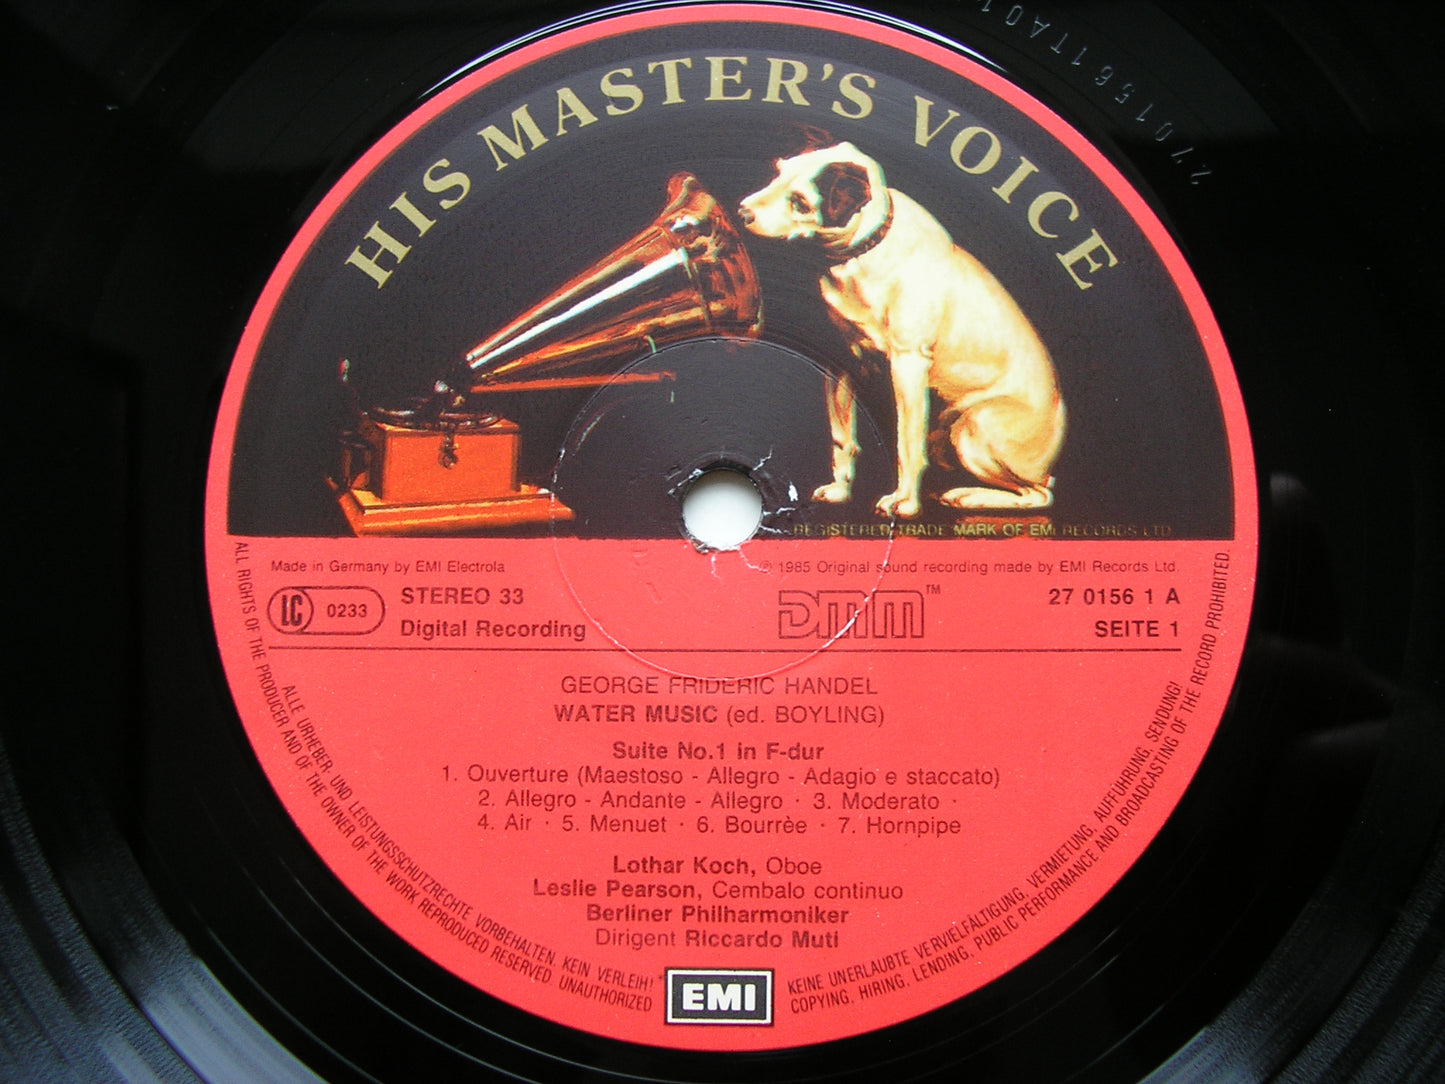 HIS MASTER'S VOICE
27 0156 1 TA01
REGISTERED TRADE MARK OF EMI RECORDS LTD.
Made in Germany by EMI Electrola
℗ 1985 Original sound recording made by EMI Records Ltd.
LC 0233
STEREO 33
Digital Recording
DMM™
27 0156 1 A
SEITE 1
GEORGE FRIDERIC HANDEL
WATER MUSIC (ed. BOYLING)
Suite No.1 in F-dur
1. Ouverture (Maestoso - Allegro - Adagio e staccato)
2. Allegro - Andante - Allegro · 3. Moderato ·
4. Air · 5. Menuet · 6. Bourrèe · 7. Hornpipe
Lothar Koch, Oboe
Leslie Pearson, Cembalo continuo
Berliner Philharmoniker
Dirigent Riccardo Muti
EMI
ALLE URHEBER- UND LEISTUNGSSCHUTZRECHTE VORBEHALTEN. KEIN VERLEIH! KEINE UNERLAUBTE VERVIELFÄLTIGUNG, VERMIETUNG, AUFFÜHRUNG, SENDUNG!
ALL RIGHTS OF THE PRODUCER AND OF THE OWNER OF THE WORK REPRODUCED RESERVED. UNAUTHORIZED COPYING, HIRING, LENDING, PUBLIC PERFORMANCE AND BROADCASTING OF THE RECORD PROHIBITED.